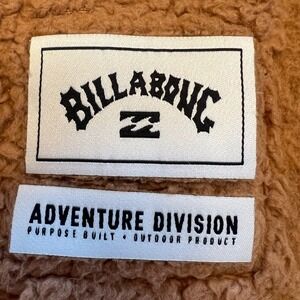 BILLABONG
ADVENTURE DIVISION
PURPOSE BUILT • OUTDOOR PRODUCT